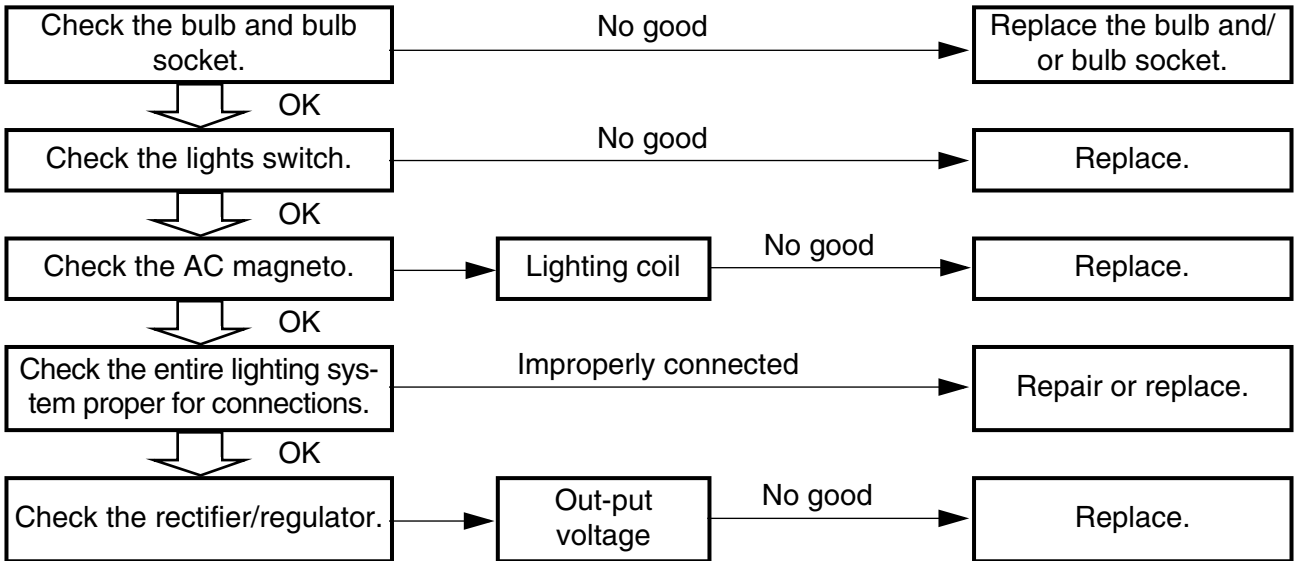 Check the bulb and bulb
socket.
No good
Replace the bulb and/
or bulb socket.
OK
Check the lights switch.
No good
Replace.
OK
Check the AC magneto.
Lighting coil
No good
Replace.
OK
Check the entire lighting sys-
tem proper for connections.
Improperly connected
Repair or replace.
OK
Check the rectifier/regulator.
Out-put
voltage
No good
Replace.